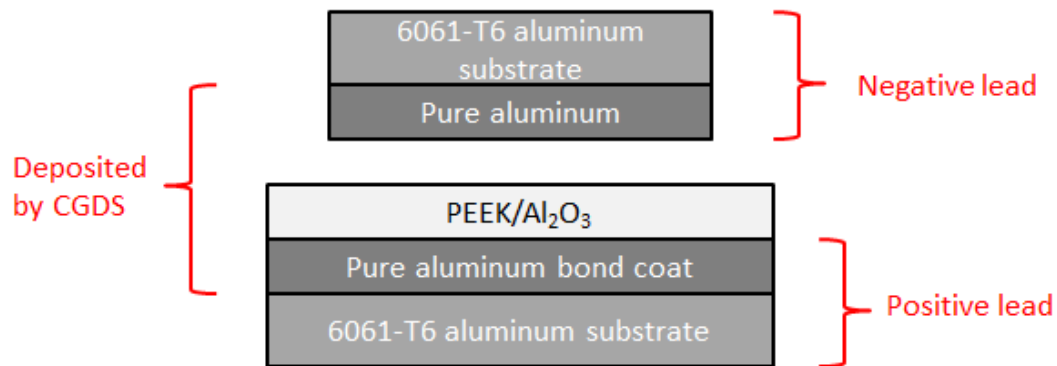 6061-T6 aluminum
substrate
Pure aluminum
Negative lead
Deposited
by CGDS
PEEK/Al₂O₃
Pure aluminum bond coat
6061-T6 aluminum substrate
Positive lead